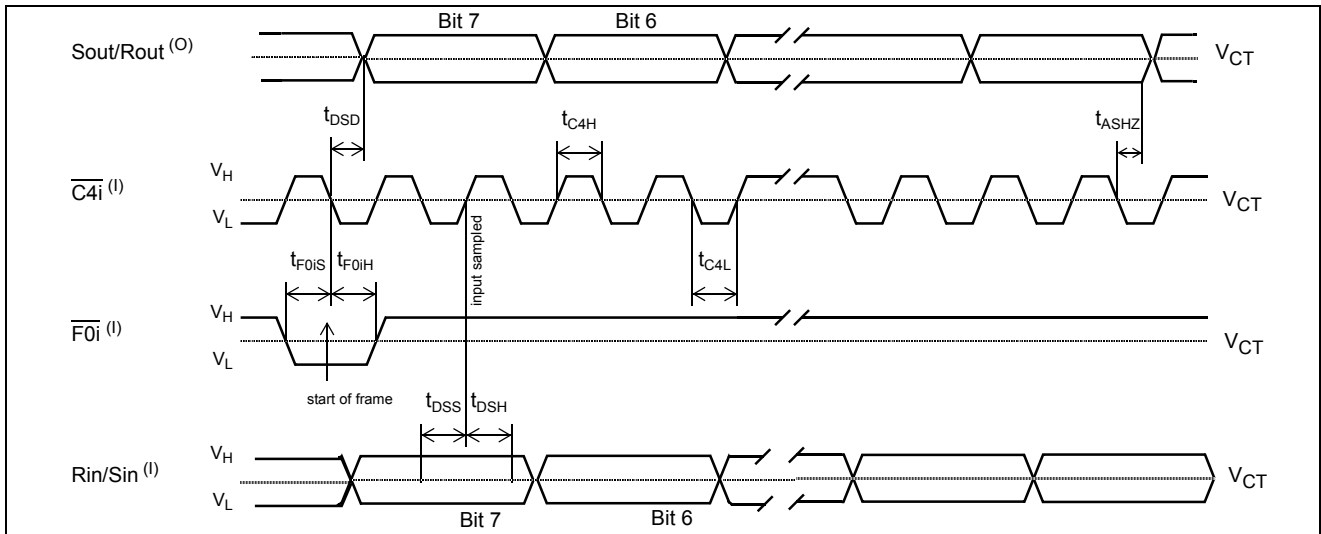 Bit 7 Bit 6
Sout/Rout (O) VCT
tDSD tC4H tASHZ
VH
C4i (I) VCT
VL
tF0iS tF0iH input sampled tC4L
VH
F0i (I) VCT
VL
start of frame tDSS tDSH
VH
Rin/Sin (I) VCT
VL
Bit 7 Bit 6